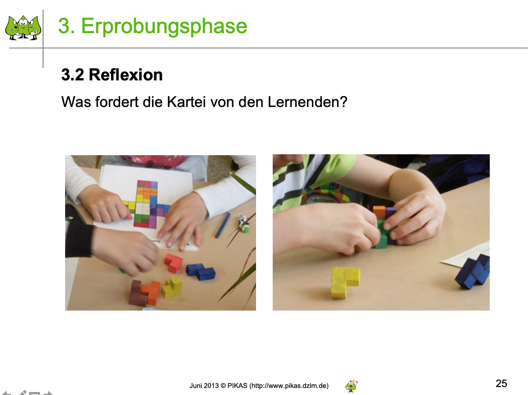 3. Erprobungsphase
3.2 Reflexion
Was fordert die Kartei von den Lernenden?
Juni 2013 © PIKAS (http://www.pikas.dzlm.de)
25